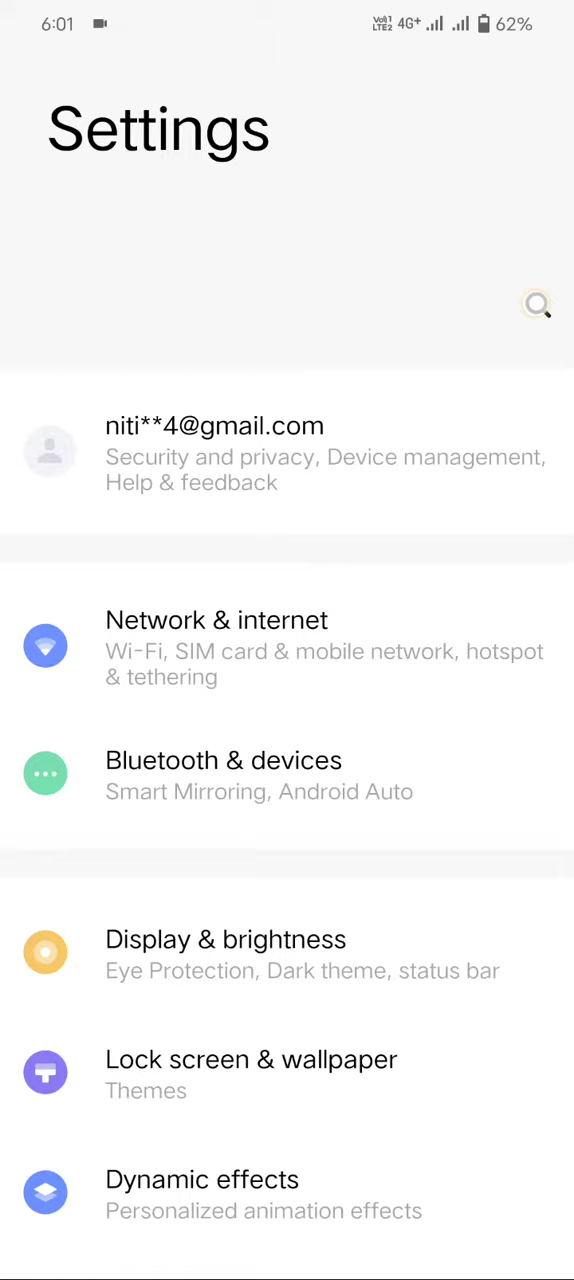 6:01 VoI1 LTE2 4G+ 62%
Settings
niti**4@gmail.com
Security and privacy, Device management,
Help & feedback
Network & internet
Wi-Fi, SIM card & mobile network, hotspot
& tethering
Bluetooth & devices
Smart Mirroring, Android Auto
Display & brightness
Eye Protection, Dark theme, status bar
Lock screen & wallpaper
Themes
Dynamic effects
Personalized animation effects